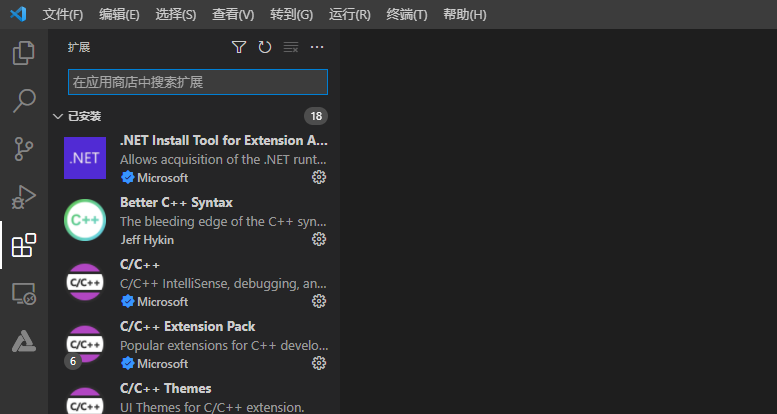 文件(F) 编辑(E) 选择(S) 查看(V) 转到(G) 运行(R) 终端(T) 帮助(H)
扩展
在应用商店中搜索扩展
已安装 18
.NET
.NET Install Tool for Extension A...
Allows acquisition of the .NET runt...
Microsoft
C++
Better C++ Syntax
The bleeding edge of the C++ syn...
Jeff Hykin
C/C++
C/C++
C/C++ IntelliSense, debugging, an...
Microsoft
C/C++
6
C/C++ Extension Pack
Popular extensions for C++ develo...
Microsoft
C/C++
C/C++ Themes
UI Themes for C/C++ extension.